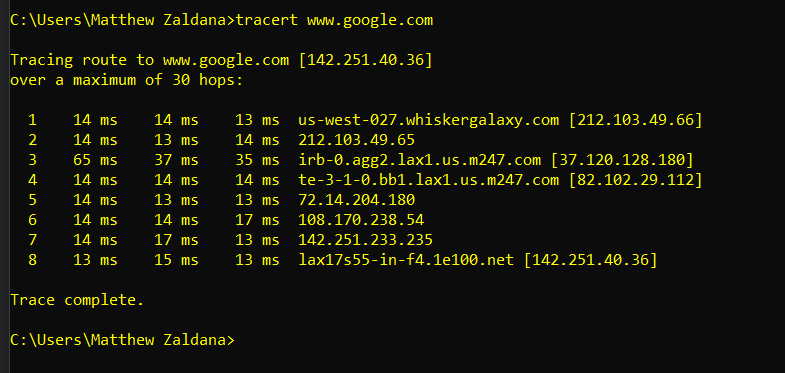 C:\Users\Matthew Zaldana>tracert www.google.com
Tracing route to www.google.com [142.251.40.36]
over a maximum of 30 hops:
1 14 ms 14 ms 13 ms us-west-027.whiskergalaxy.com [212.103.49.66]
2 14 ms 13 ms 14 ms 212.103.49.65
3 65 ms 37 ms 35 ms irb-0.agg2.lax1.us.m247.com [37.120.128.180]
4 14 ms 14 ms 14 ms te-3-1-0.bb1.lax1.us.m247.com [82.102.29.112]
5 14 ms 13 ms 13 ms 72.14.204.180
6 14 ms 14 ms 17 ms 108.170.238.54
7 14 ms 17 ms 13 ms 142.251.233.235
8 13 ms 15 ms 13 ms lax17s55-in-f4.1e100.net [142.251.40.36]
Trace complete.
C:\Users\Matthew Zaldana>